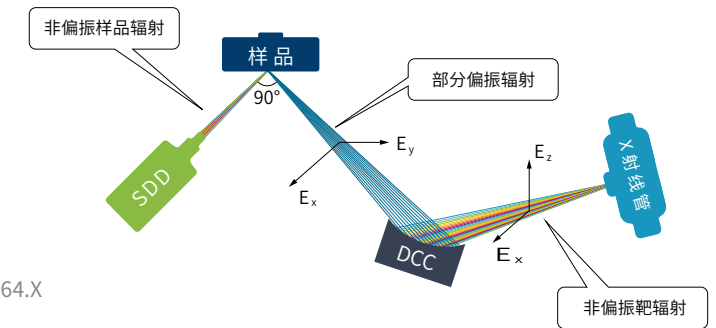 非偏振样品辐射
样品
部分偏振辐射
90°
Ey
Ex
SDD
Ez
X射线管
DCC
Ex
64.X
非偏振靶辐射